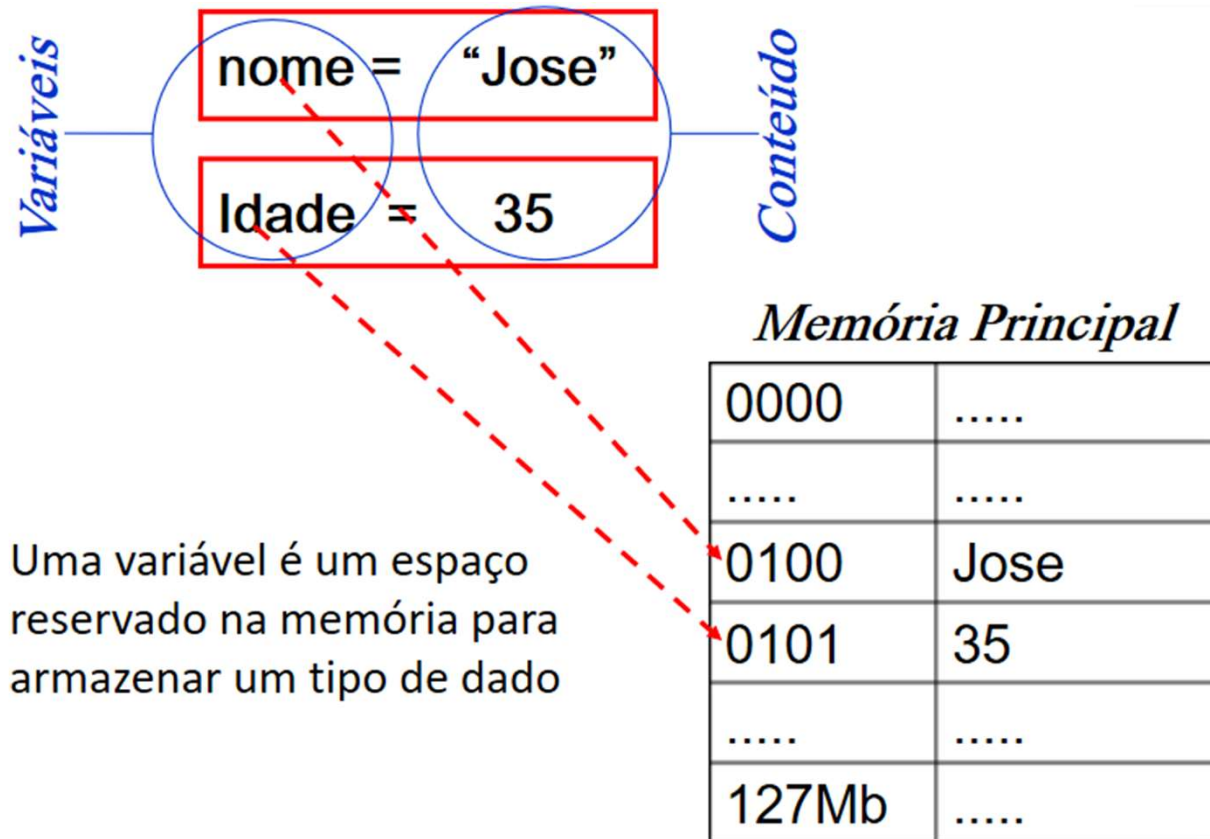 Variáveis
nome = “Jose”
Idade = 35
Conteúdo
Memória Principal
0000 .....
..... .....
0100 Jose
0101 35
..... .....
127Mb .....
Uma variável é um espaço
reservado na memória para
armazenar um tipo de dado